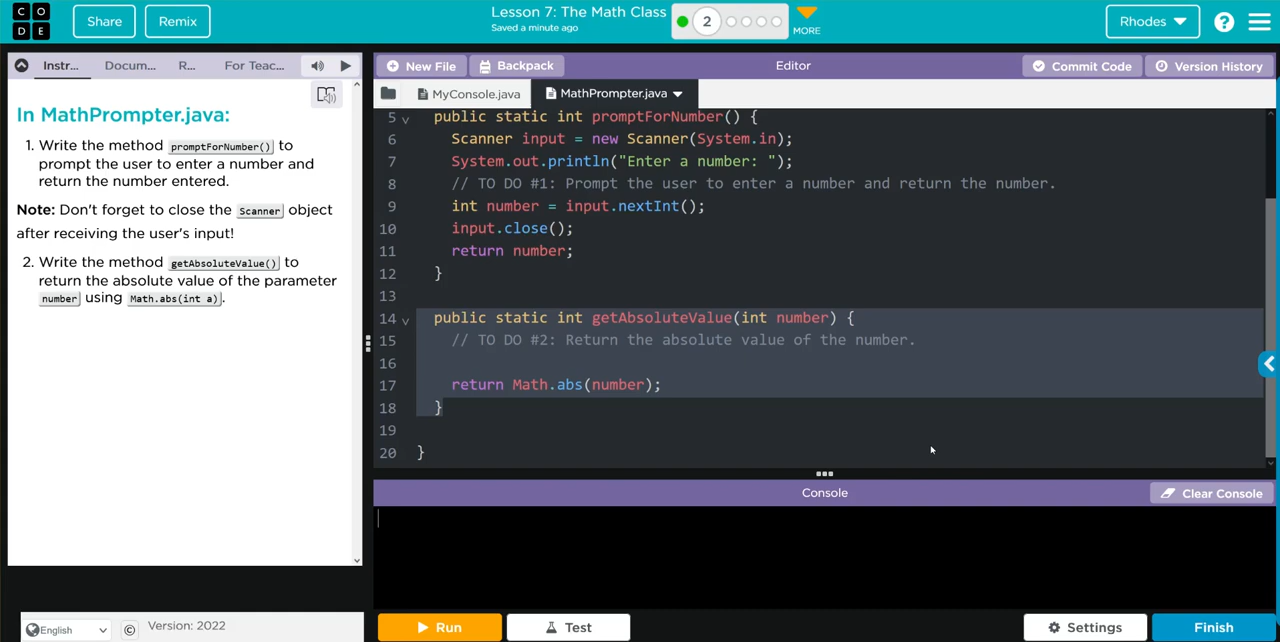 C O
D E
Share
Remix
Lesson 7: The Math Class
Saved a minute ago
2
MORE
Rhodes
?
Instr...
Docum...
R...
For Teac...
New File
Backpack
Editor
Commit Code
Version History
MyConsole.java
MathPrompter.java
In MathPrompter.java:
1. Write the method promptForNumber() to
prompt the user to enter a number and
return the number entered.
Note: Don't forget to close the Scanner object
after receiving the user's input!
2. Write the method getAbsoluteValue() to
return the absolute value of the parameter
number using Math.abs(int a).
5 public static int promptForNumber() {
6 Scanner input = new Scanner(System.in);
7 System.out.println("Enter a number: ");
8 // TO DO #1: Prompt the user to enter a number and return the number.
9 int number = input.nextInt();
10 input.close();
11 return number;
12 }
13
14 public static int getAbsoluteValue(int number) {
15 // TO DO #2: Return the absolute value of the number.
16
17 return Math.abs(number);
18 }
19
20 }
Console
Clear Console
English
©
Version: 2022
Run
Test
Settings
Finish